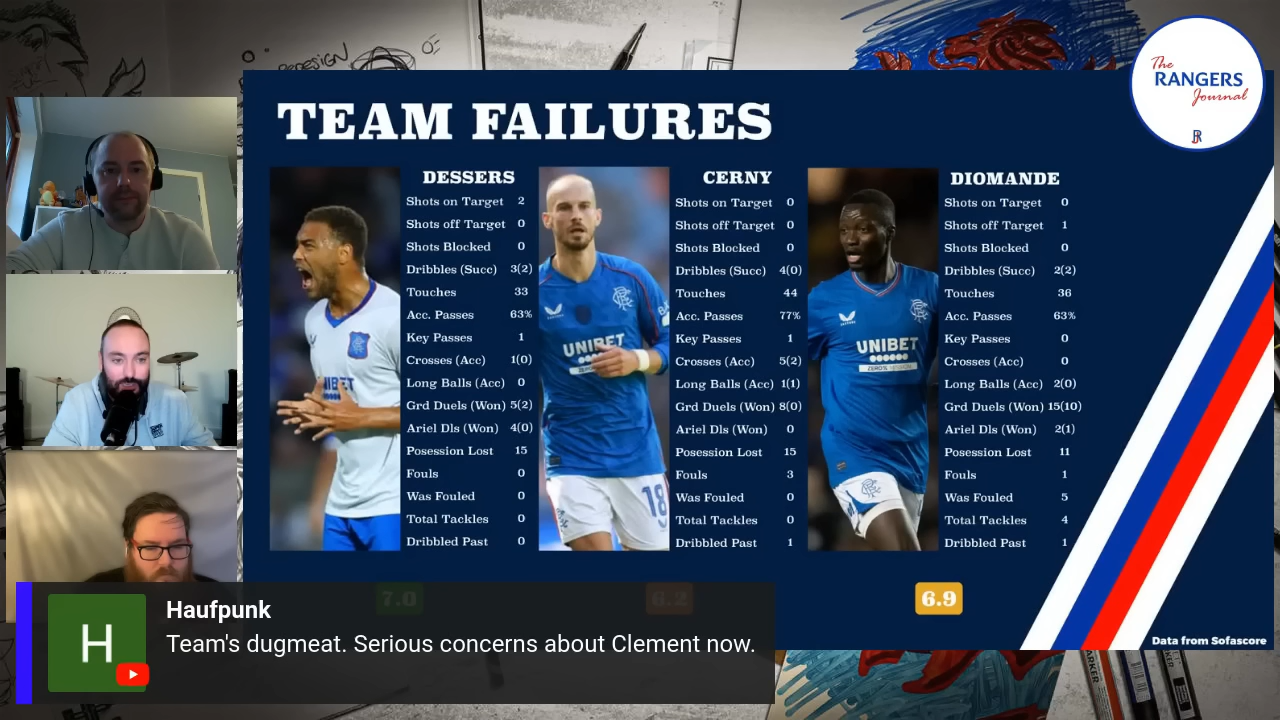 REDESIGN
The
RANGERS
Journal
TEAM FAILURES
DESSERS
Shots on Target 2
Shots off Target 0
Shots Blocked 0
Dribbles (Succ) 3(2)
Touches 33
Acc. Passes 63%
Key Passes 1
Crosses (Acc) 1(0)
Long Balls (Acc) 0
Grd Duels (Won) 5(2)
Ariel Dls (Won) 4(0)
Posession Lost 15
Fouls 0
Was Fouled 0
Total Tackles 0
Dribbled Past 0
7.0
CERNY
Shots on Target 0
Shots off Target 0
Shots Blocked 0
Dribbles (Succ) 4(0)
Touches 44
Acc. Passes 77%
Key Passes 1
Crosses (Acc) 5(2)
Long Balls (Acc) 1(1)
Grd Duels (Won) 8(0)
Ariel Dls (Won) 0
Posession Lost 15
Fouls 3
Was Fouled 0
Total Tackles 0
Dribbled Past 1
6.2
UNIBET
18
DIOMANDE
Shots on Target 0
Shots off Target 1
Shots Blocked 0
Dribbles (Succ) 2(2)
Touches 36
Acc. Passes 63%
Key Passes 0
Crosses (Acc) 0
Long Balls (Acc) 2(0)
Grd Duels (Won) 15(10)
Ariel Dls (Won) 2(1)
Posession Lost 11
Fouls 1
Was Fouled 5
Total Tackles 4
Dribbled Past 1
6.9
UNIBET
Data from Sofascore
H
Haufpunk
Team's dugmeat. Serious concerns about Clement now.
MARKER